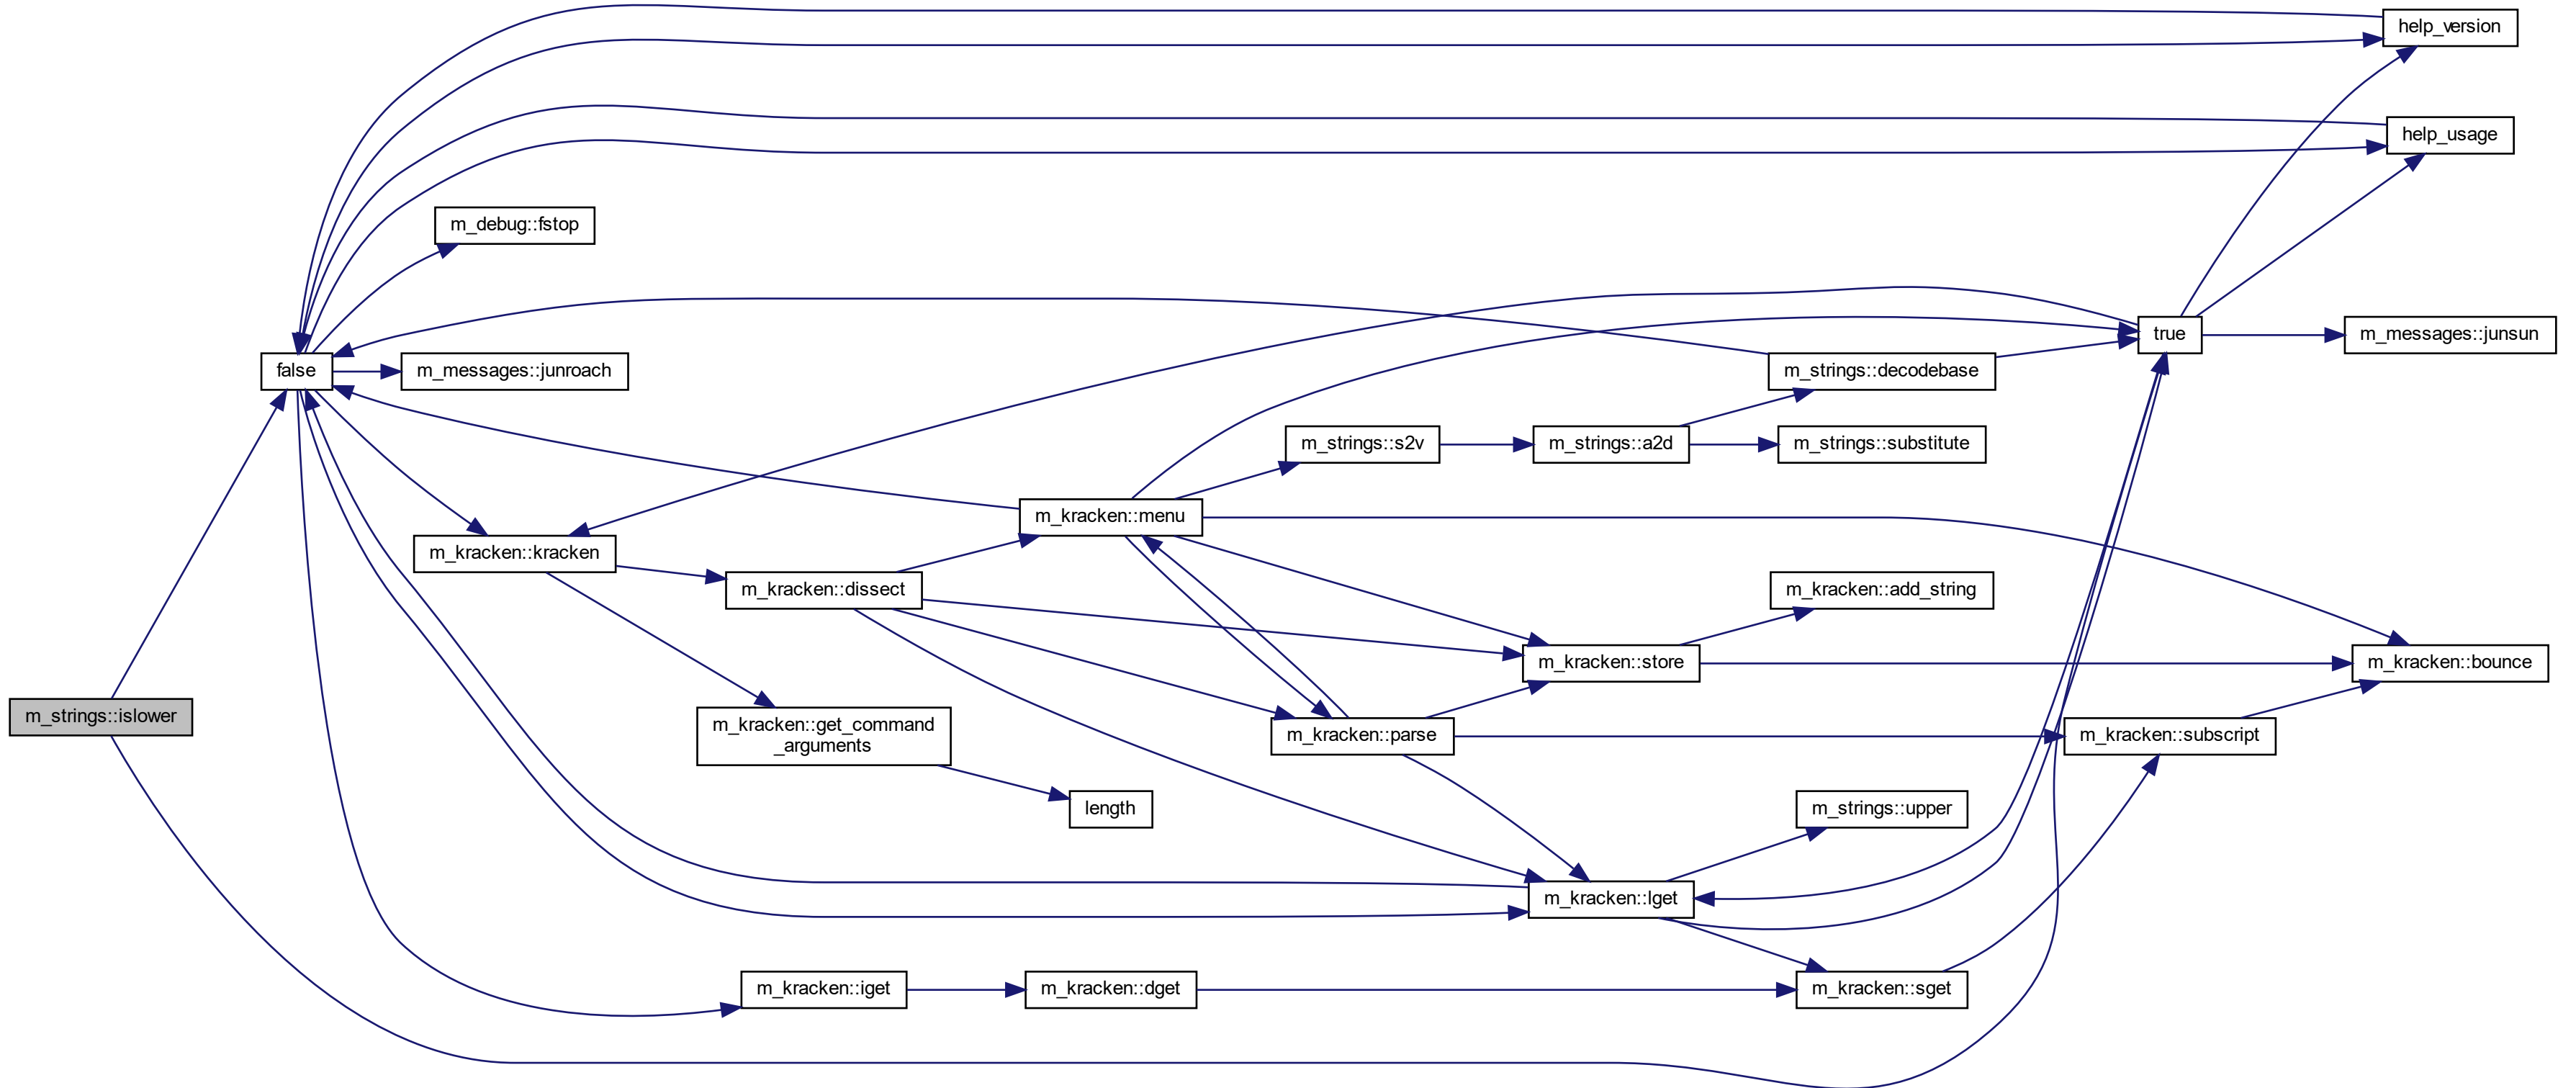 help_version
help_usage
m_debug::fstop
true
m_messages::junsun
false
m_messages::junroach
m_strings::decodebase
m_strings::s2v
m_strings::a2d
m_strings::substitute
m_kracken::menu
m_kracken::kracken
m_kracken::dissect
m_kracken::add_string
m_kracken::store
m_kracken::bounce
m_strings::islower
m_kracken::get_command
_arguments
m_kracken::parse
m_kracken::subscript
length
m_strings::upper
m_kracken::lget
m_kracken::iget
m_kracken::dget
m_kracken::sget